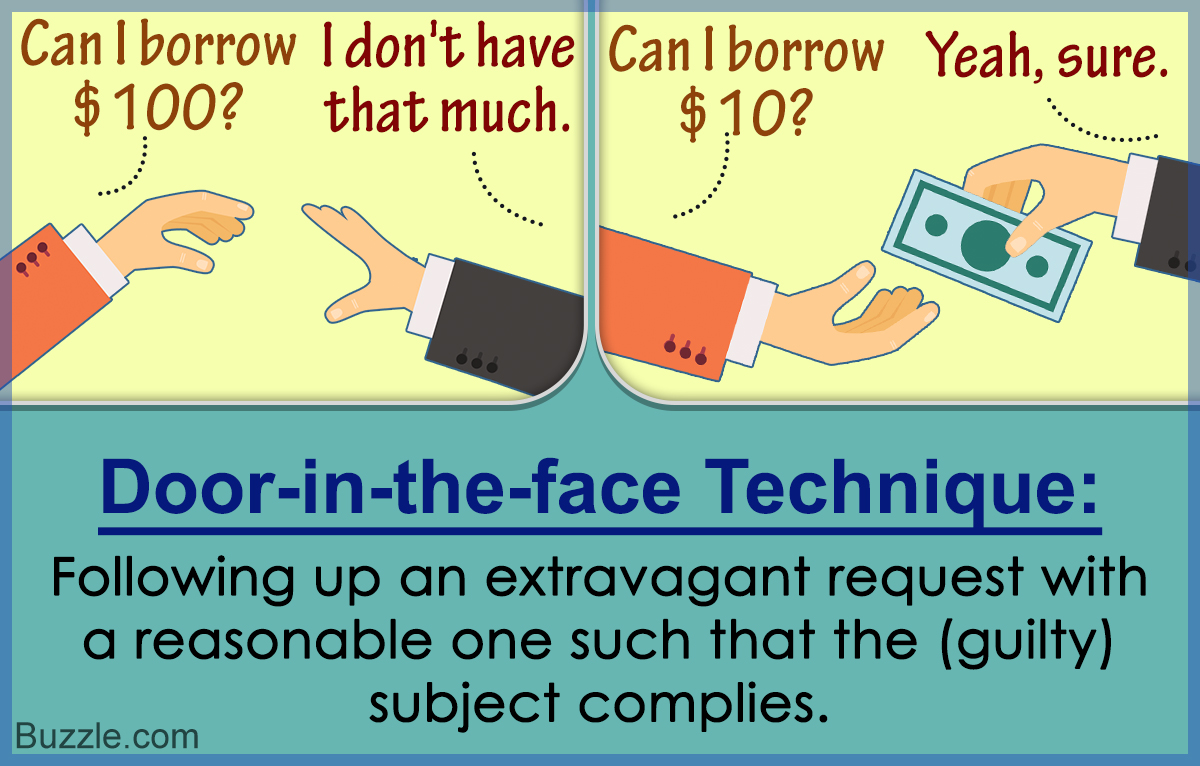 Can I borrow
$ 100?
I don't have
that much.
Can I borrow
$ 10?
Yeah, sure.
Door-in-the-face Technique:
Following up an extravagant request with
a reasonable one such that the (guilty)
subject complies.
Buzzle.com